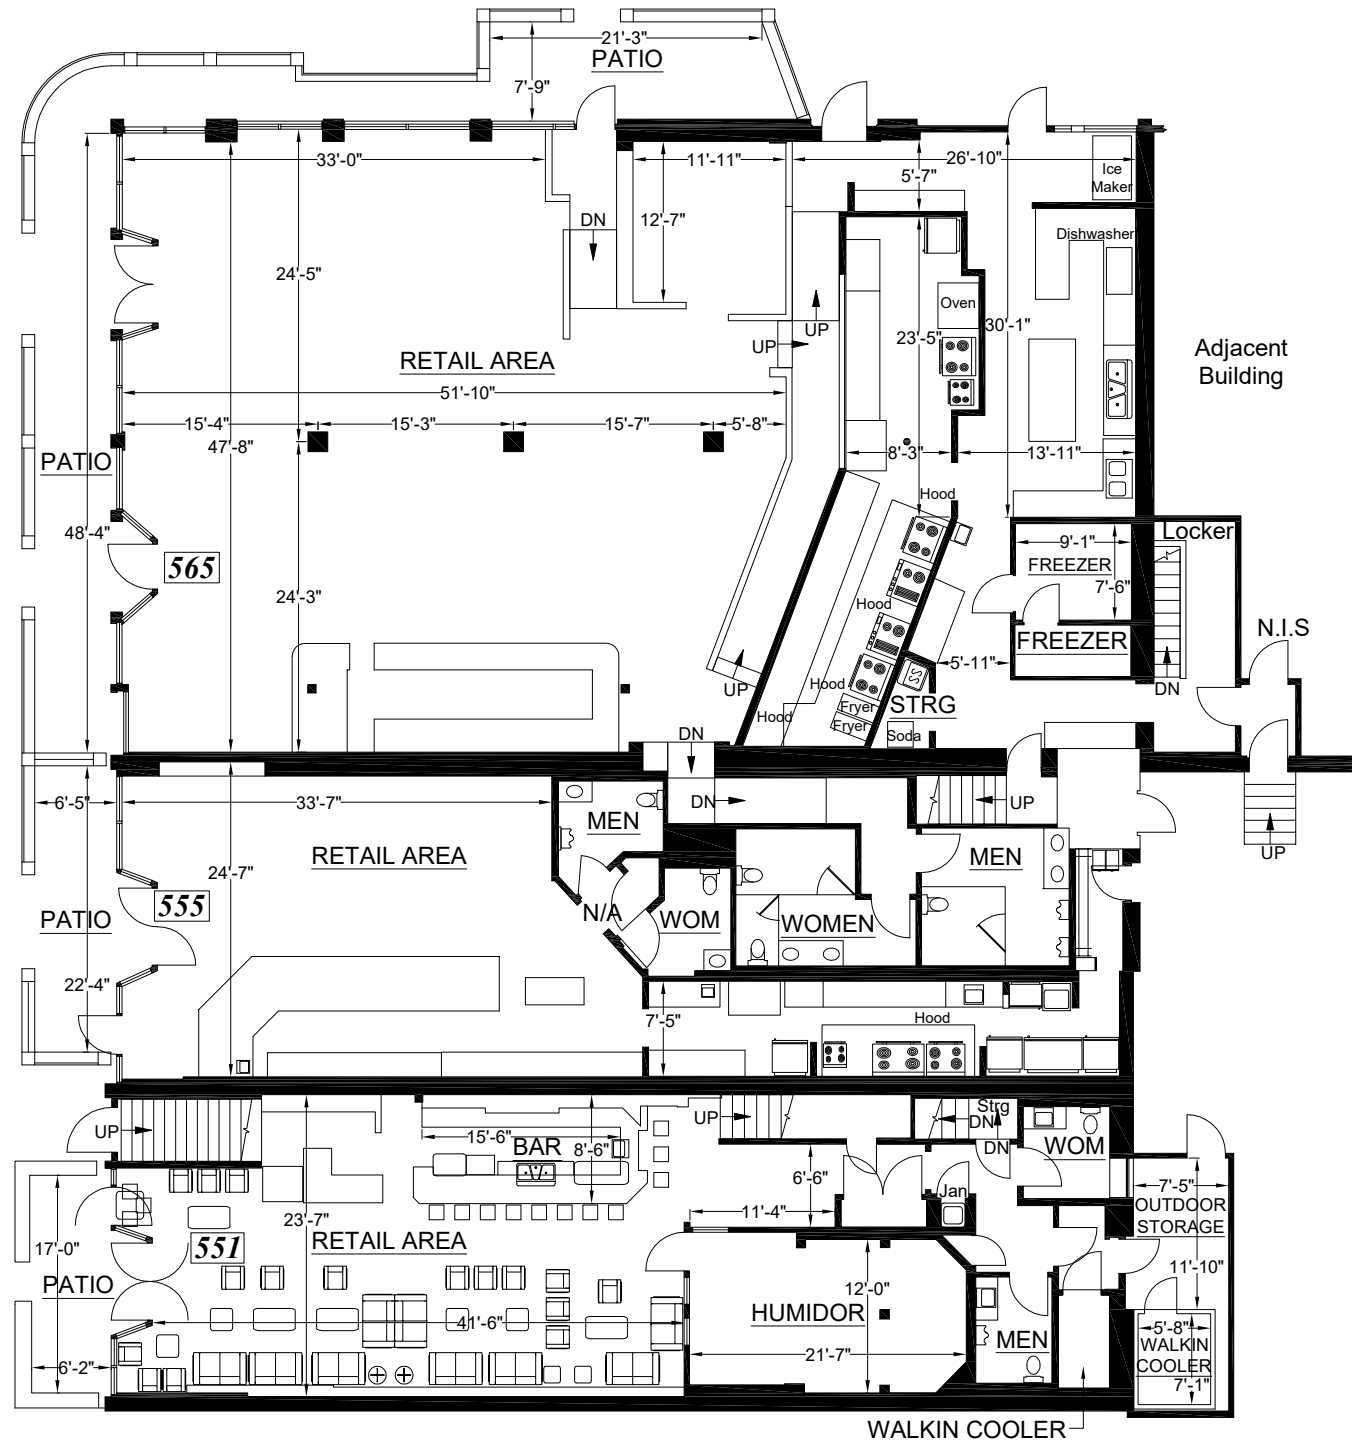 21'-3"
PATIO
7'-9"
33'-0"
11'-11"
26'-10"
5'-7"
Ice
Maker
DN
12'-7"
Dishwasher
24'-5"
Oven
23'-5"
30'-1"
UP
UP
RETAIL AREA
Adjacent
Building
51'-10"
15'-4"
15'-3"
15'-7"
5'-8"
47'-8"
8'-3"
13'-11"
PATIO
Hood
48'-4"
Locker
9'-1"
FREEZER
7'-6"
565
24'-3"
Hood
N.I.S
FREEZER
5'-11"
UP
Hood
DN
STRG
Fryer
Hood
Fryer
Soda
DN
6'-5"
33'-7"
DN
UP
MEN
RETAIL AREA
MEN
UP
24'-7"
555
PATIO
N/A
WOM
WOMEN
22'-4"
7'-5"
Hood
UP
15'-6"
BAR
8'-6"
UP
Strg
DN
DN
WOM
6'-6"
Jan
7'-5"
OUTDOOR
STORAGE
11'-4"
23'-7"
551
RETAIL AREA
17'-0"
PATIO
11'-10"
12'-0"
HUMIDOR
41'-6"
MEN
5'-8"
WALKIN
COOLER
7'-1"
21'-7"
6'-2"
WALKIN COOLER